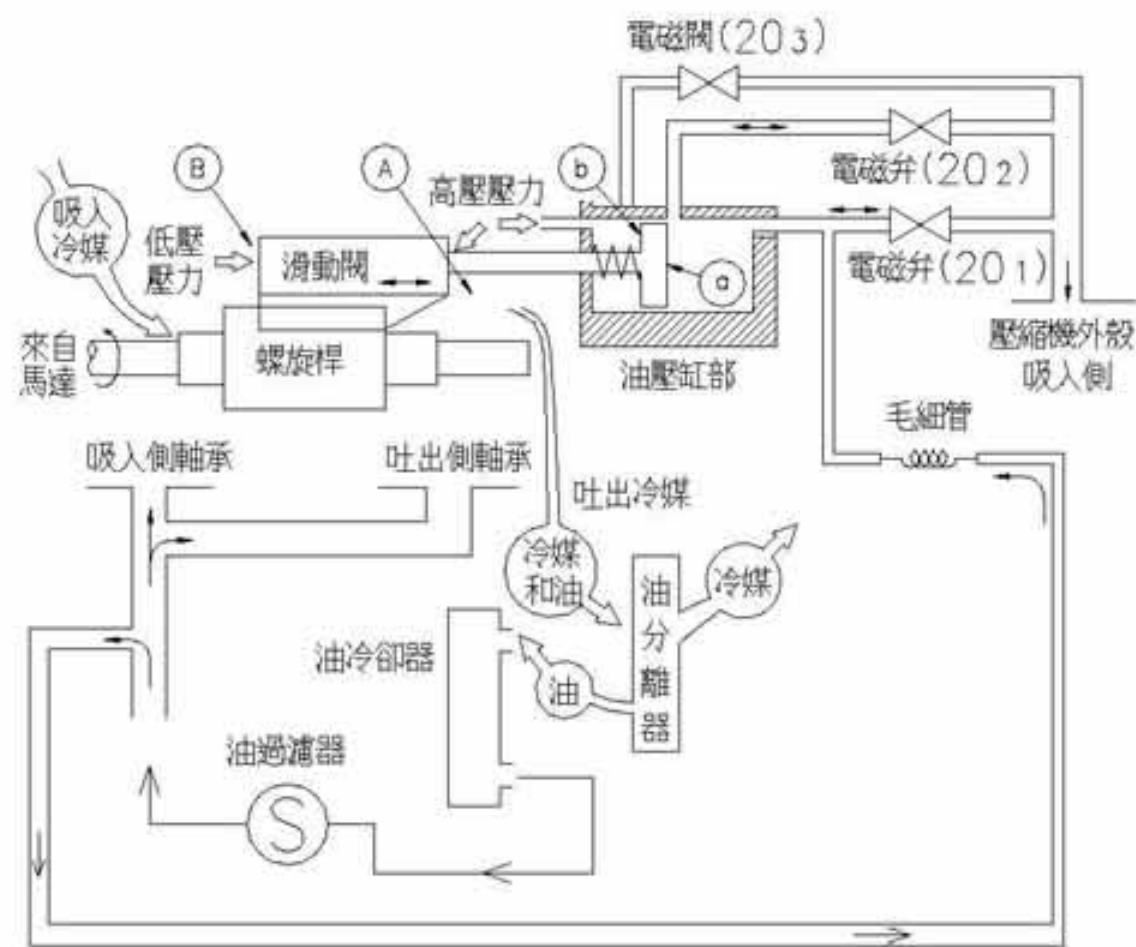 電磁閥(20₃)
B
A
高壓壓力
b
電磁弁(20₂)
吸入
冷媒
低壓
壓力
滑動閥
a
電磁弁(20₁)
來自
馬達
螺旋桿
油壓缸部
壓縮機外殼
吸入側
毛細管
吸入側軸承
吐出側軸承
吐出冷媒
冷媒
和油
油分離器
冷媒
油冷卻器
油
油過濾器
S